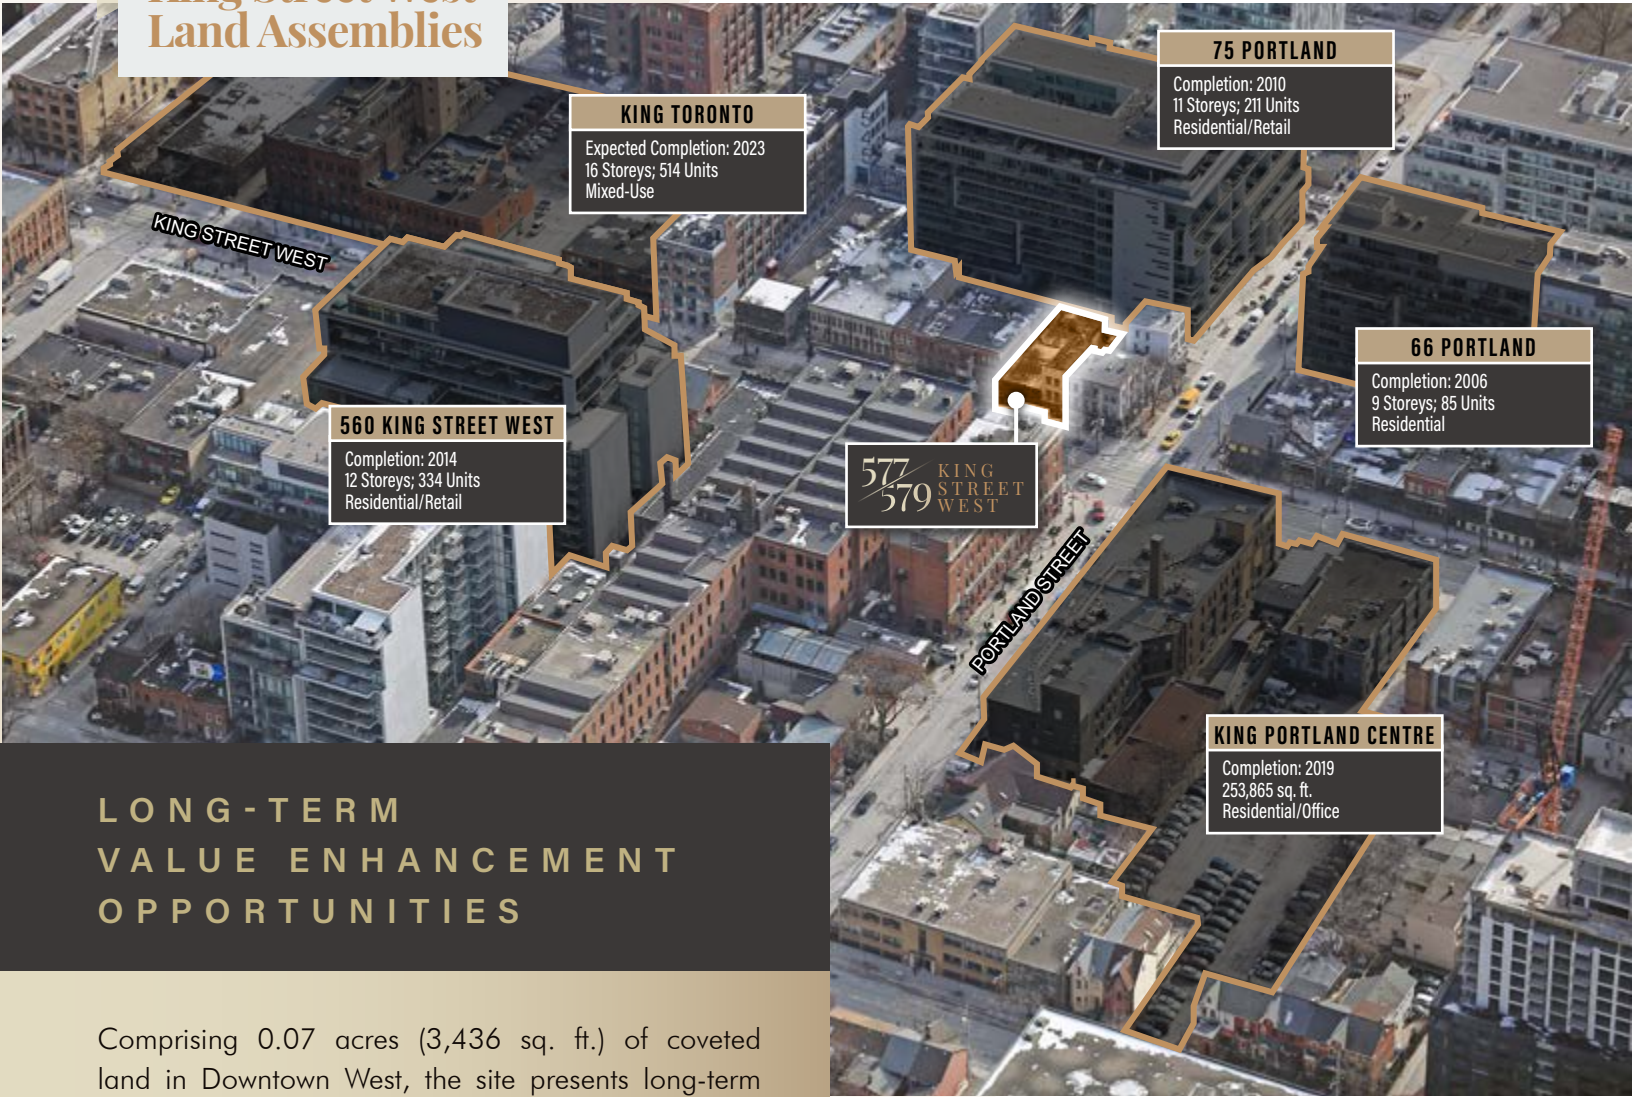 King Street West
Land Assemblies
75 PORTLAND
Completion: 2010
11 Storeys; 211 Units
Residential/Retail
KING TORONTO
Expected Completion: 2023
16 Storeys; 514 Units
Mixed-Use
KING STREET WEST
66 PORTLAND
Completion: 2006
9 Storeys; 85 Units
Residential
560 KING STREET WEST
Completion: 2014
12 Storeys; 334 Units
Residential/Retail
577/579 KING
STREET
WEST
PORTLAND STREET
KING PORTLAND CENTRE
Completion: 2019
253,865 sq. ft.
Residential/Office
LONG-TERM
VALUE ENHANCEMENT
OPPORTUNITIES
Comprising 0.07 acres (3,436 sq. ft.) of coveted
land in Downtown West, the site presents long-term